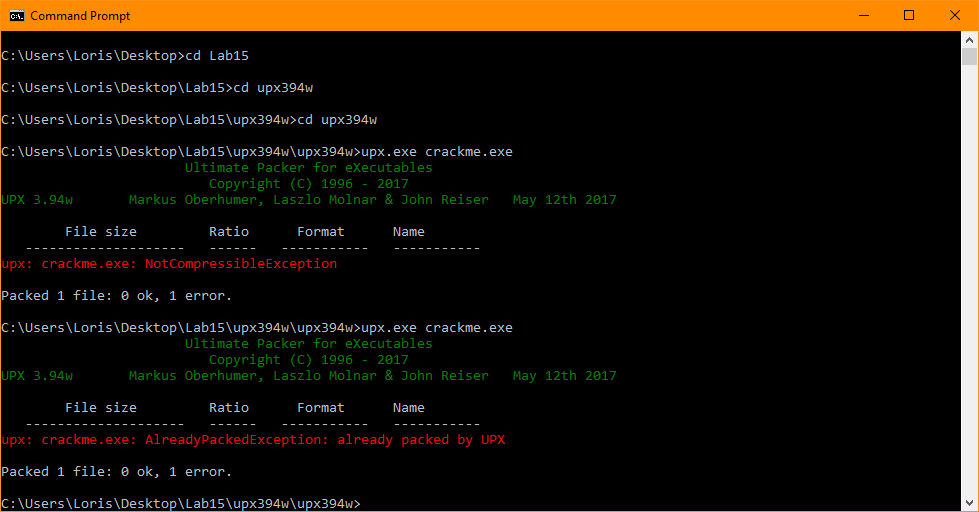 Command Prompt
C:\Users\Loris\Desktop>cd Lab15
C:\Users\Loris\Desktop\Lab15>cd upx394w
C:\Users\Loris\Desktop\Lab15\upx394w>cd upx394w
C:\Users\Loris\Desktop\Lab15\upx394w\upx394w>upx.exe crackme.exe
Ultimate Packer for eXecutables
Copyright (C) 1996 - 2017
UPX 3.94w Markus Oberhumer, Laszlo Molnar & John Reiser May 12th 2017
File size Ratio Format Name
-------------------- ------ ----------- -----------
upx: crackme.exe: NotCompressibleException
Packed 1 file: 0 ok, 1 error.
C:\Users\Loris\Desktop\Lab15\upx394w\upx394w>upx.exe crackme.exe
Ultimate Packer for eXecutables
Copyright (C) 1996 - 2017
UPX 3.94w Markus Oberhumer, Laszlo Molnar & John Reiser May 12th 2017
File size Ratio Format Name
-------------------- ------ ----------- -----------
upx: crackme.exe: AlreadyPackedException: already packed by UPX
Packed 1 file: 0 ok, 1 error.
C:\Users\Loris\Desktop\Lab15\upx394w\upx394w>